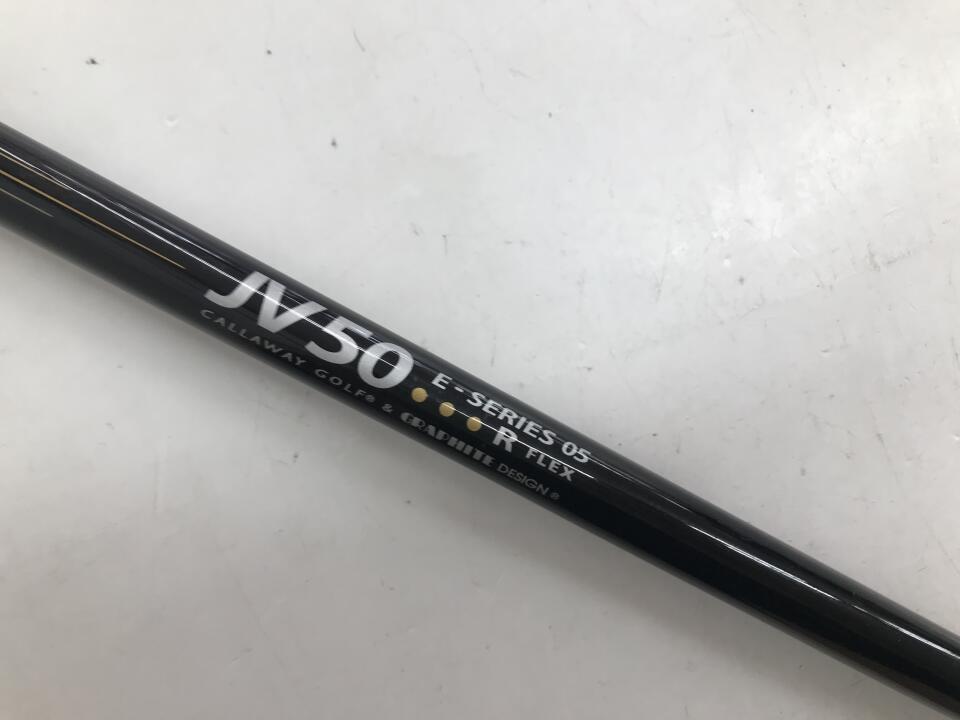 JV50
E-SERIES 05
R FLEX
CALLAWAY GOLF® & GRAPHITE DESIGN®